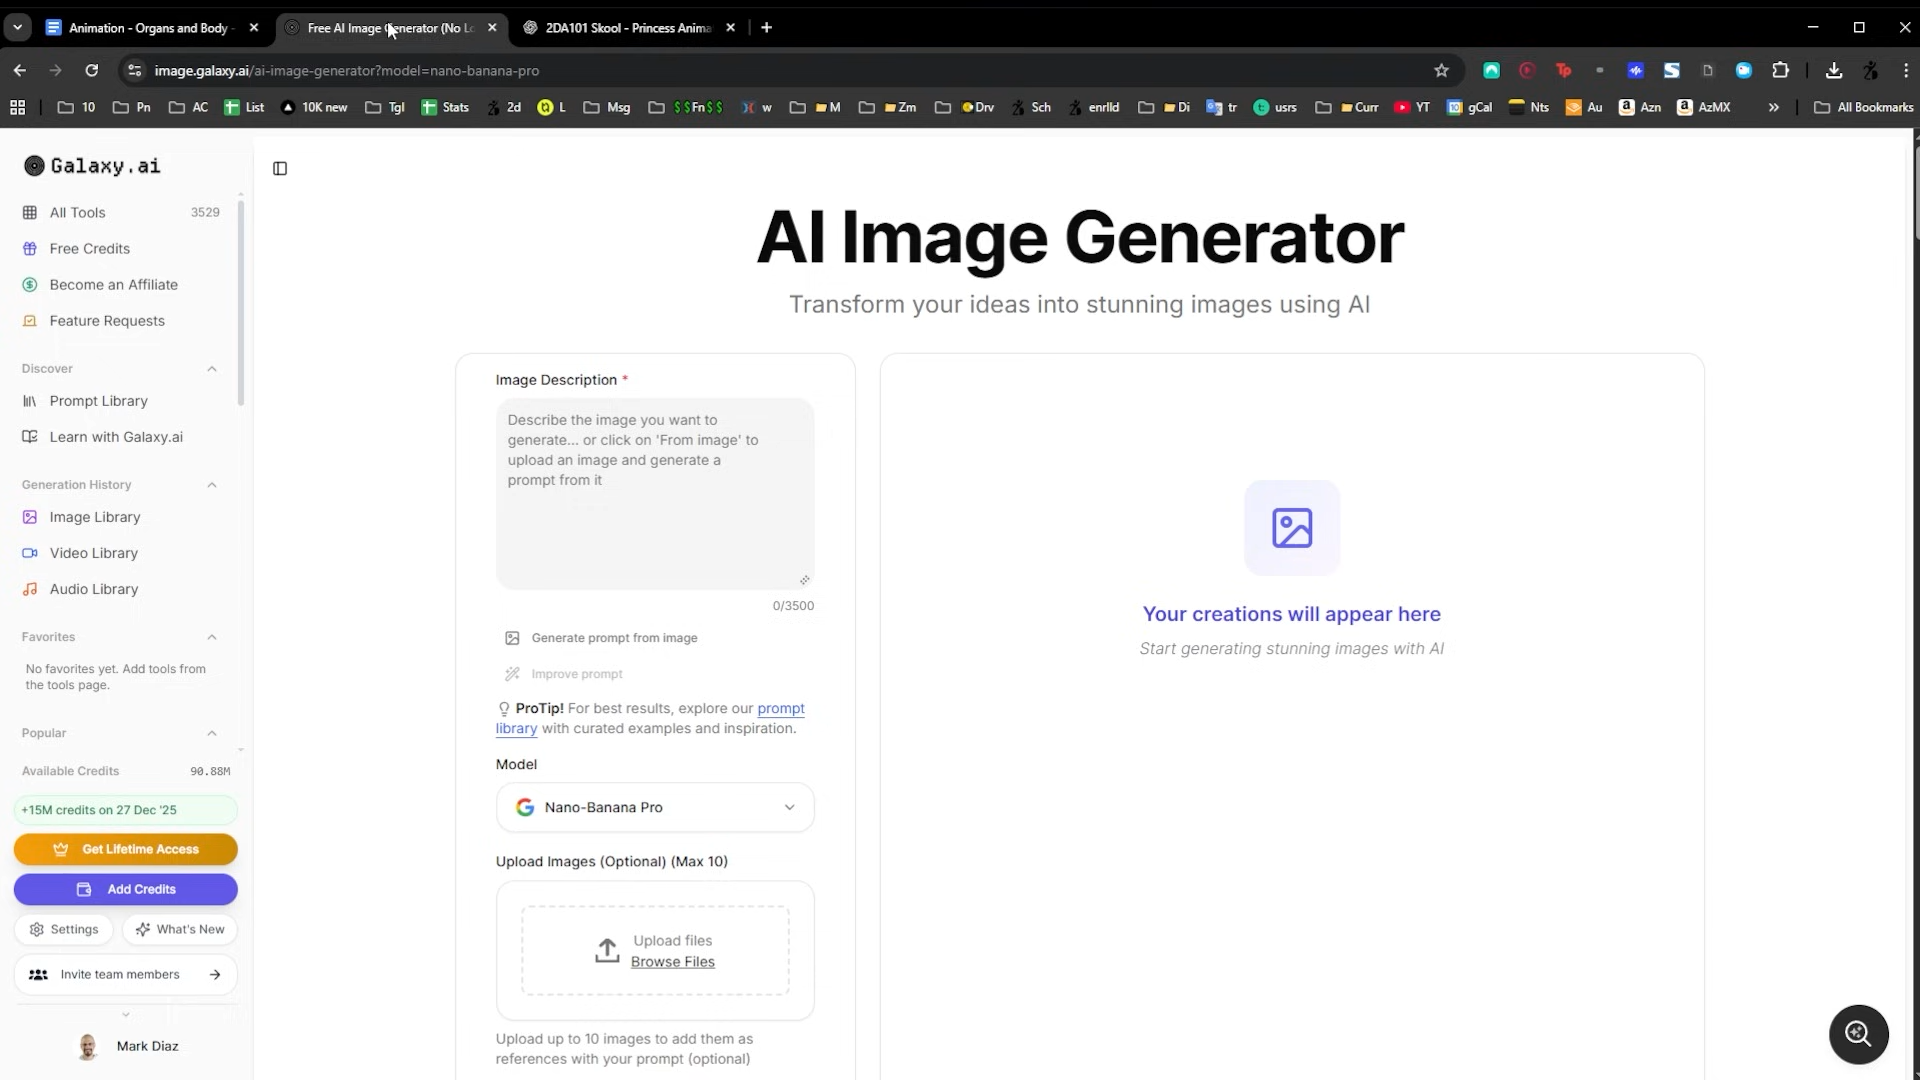 Animation - Organs and Body -
Free AI Image Generator (No Lo
2DA101 Skool - Princess Anima
image.galaxy.ai/ai-image-generator?model=nano-banana-pro
10 Pn AC List 10K new Tgl Stats 2d L Msg $$Fn$$ w M Zm Drv Sch enrlld Di tr usrs Curr YT gCal Nts Au Azn AzMX » All Bookmarks
Galaxy.ai
All Tools 3529
Free Credits
Become an Affiliate
Feature Requests
Discover
Prompt Library
Learn with Galaxy.ai
Generation History
Image Library
Video Library
Audio Library
Favorites
No favorites yet. Add tools from
the tools page.
Popular
Available Credits 90.88M
+15M credits on 27 Dec '25
Get Lifetime Access
Add Credits
Settings What's New
Invite team members
Mark Diaz
AI Image Generator
Transform your ideas into stunning images using AI
Image Description *
Describe the image you want to
generate... or click on 'From image' to
upload an image and generate a
prompt from it
0/3500
Generate prompt from image
Improve prompt
ProTip! For best results, explore our prompt
library with curated examples and inspiration.
Model
Nano-Banana Pro
Upload Images (Optional) (Max 10)
Upload files
Browse Files
Upload up to 10 images to add them as
references with your prompt (optional)
Your creations will appear here
Start generating stunning images with AI